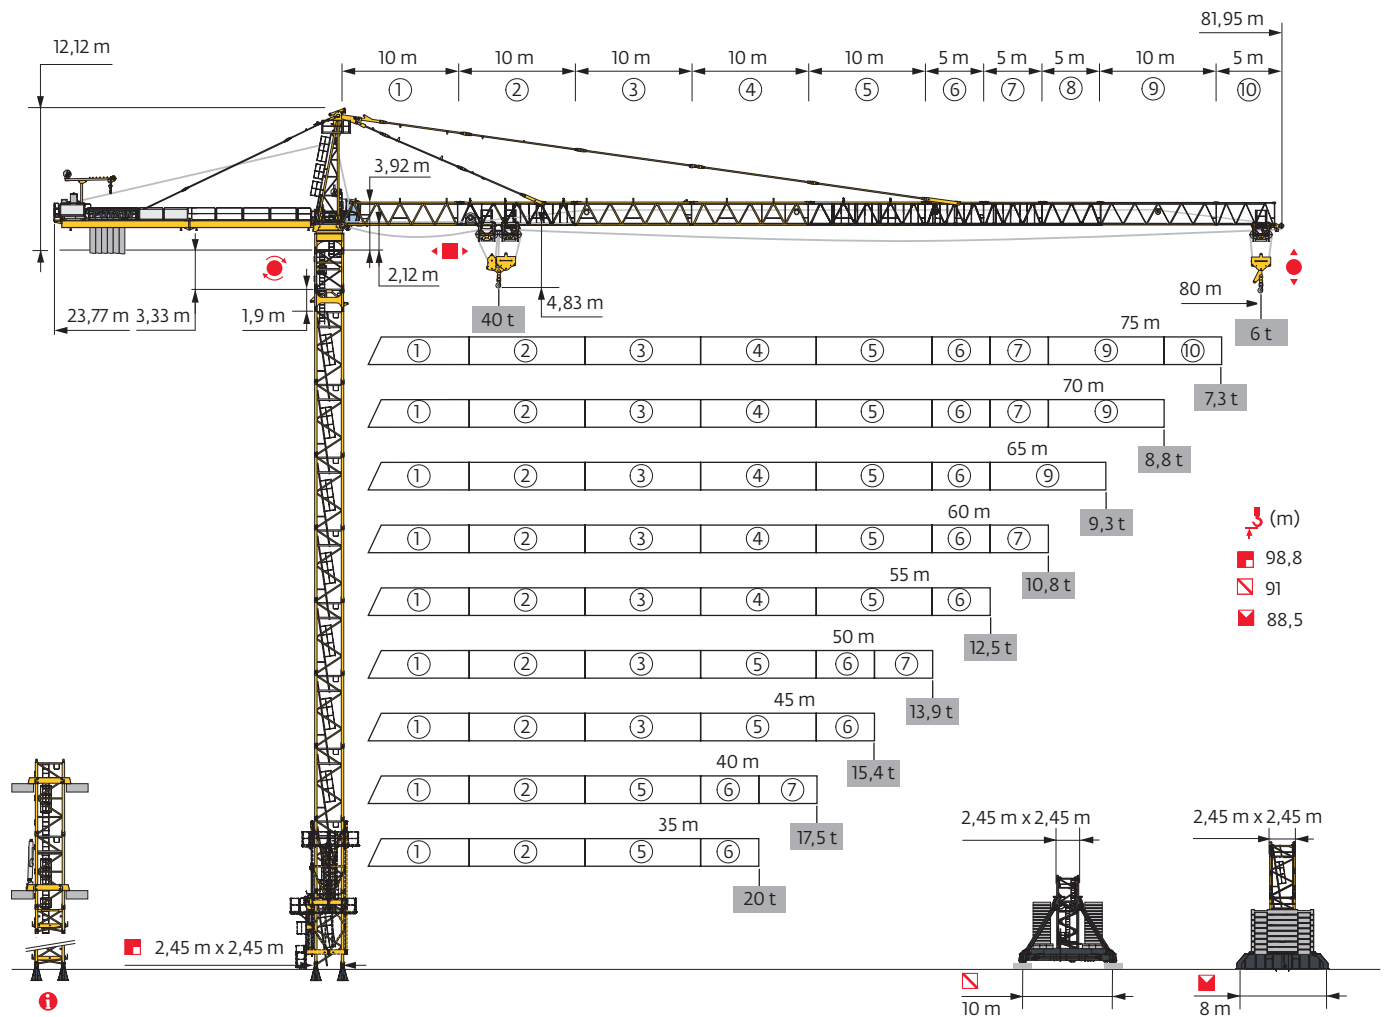 81,95 m
12,12 m
10 m 10 m 10 m 10 m 10 m 5 m 5 m 5 m 10 m 5 m
1 2 3 4 5 6 7 8 9 10
3,92 m
2,12 m
4,83 m
80 m
23,77 m 3,33 m 1,9 m
40 t
6 t
75 m
1 2 3 4 5 6 7 9 10
7,3 t
70 m
1 2 3 4 5 6 7 9
8,8 t
65 m
1 2 3 4 5 6 9
9,3 t
60 m
1 2 3 4 5 6 7
10,8 t
55 m
1 2 3 4 5 6
12,5 t
50 m
1 2 3 5 6 7
13,9 t
45 m
1 2 3 5 6
15,4 t
40 m
1 2 5 6 7
17,5 t
35 m
1 2 5 6
20 t
(m)
98,8
91
88,5
2,45 m x 2,45 m
2,45 m x 2,45 m
2,45 m x 2,45 m
i
10 m
8 m